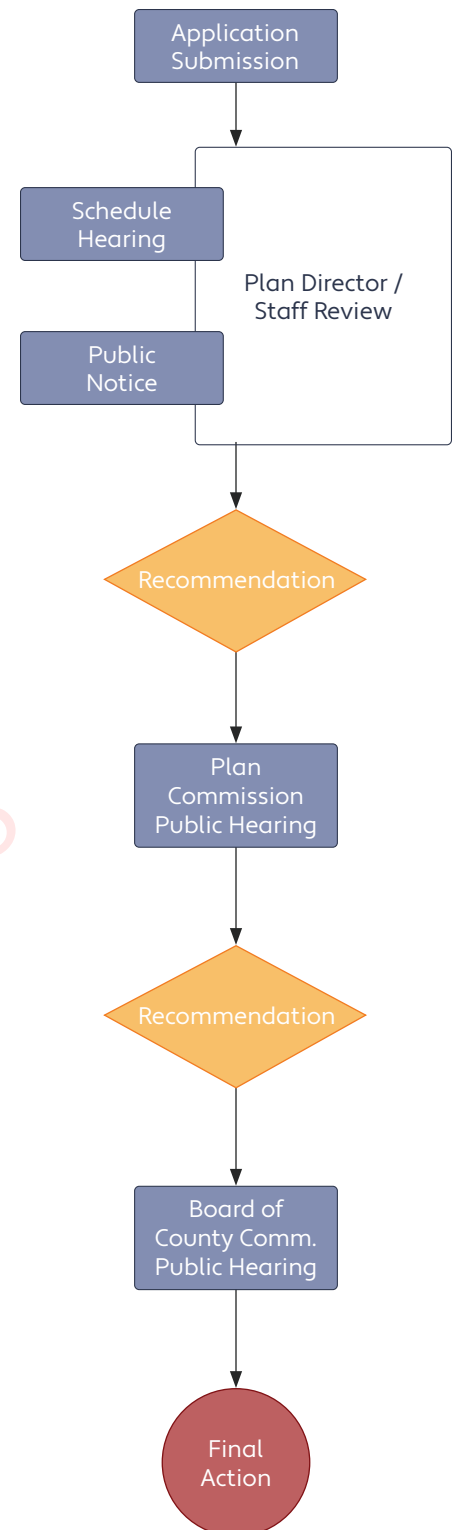 Application
Submission
Schedule
Hearing
Plan Director /
Staff Review
Public
Notice
Recommendation
Plan
Commission
Public Hearing
Recommendation
Board of
County Comm.
Public Hearing
Final
Action